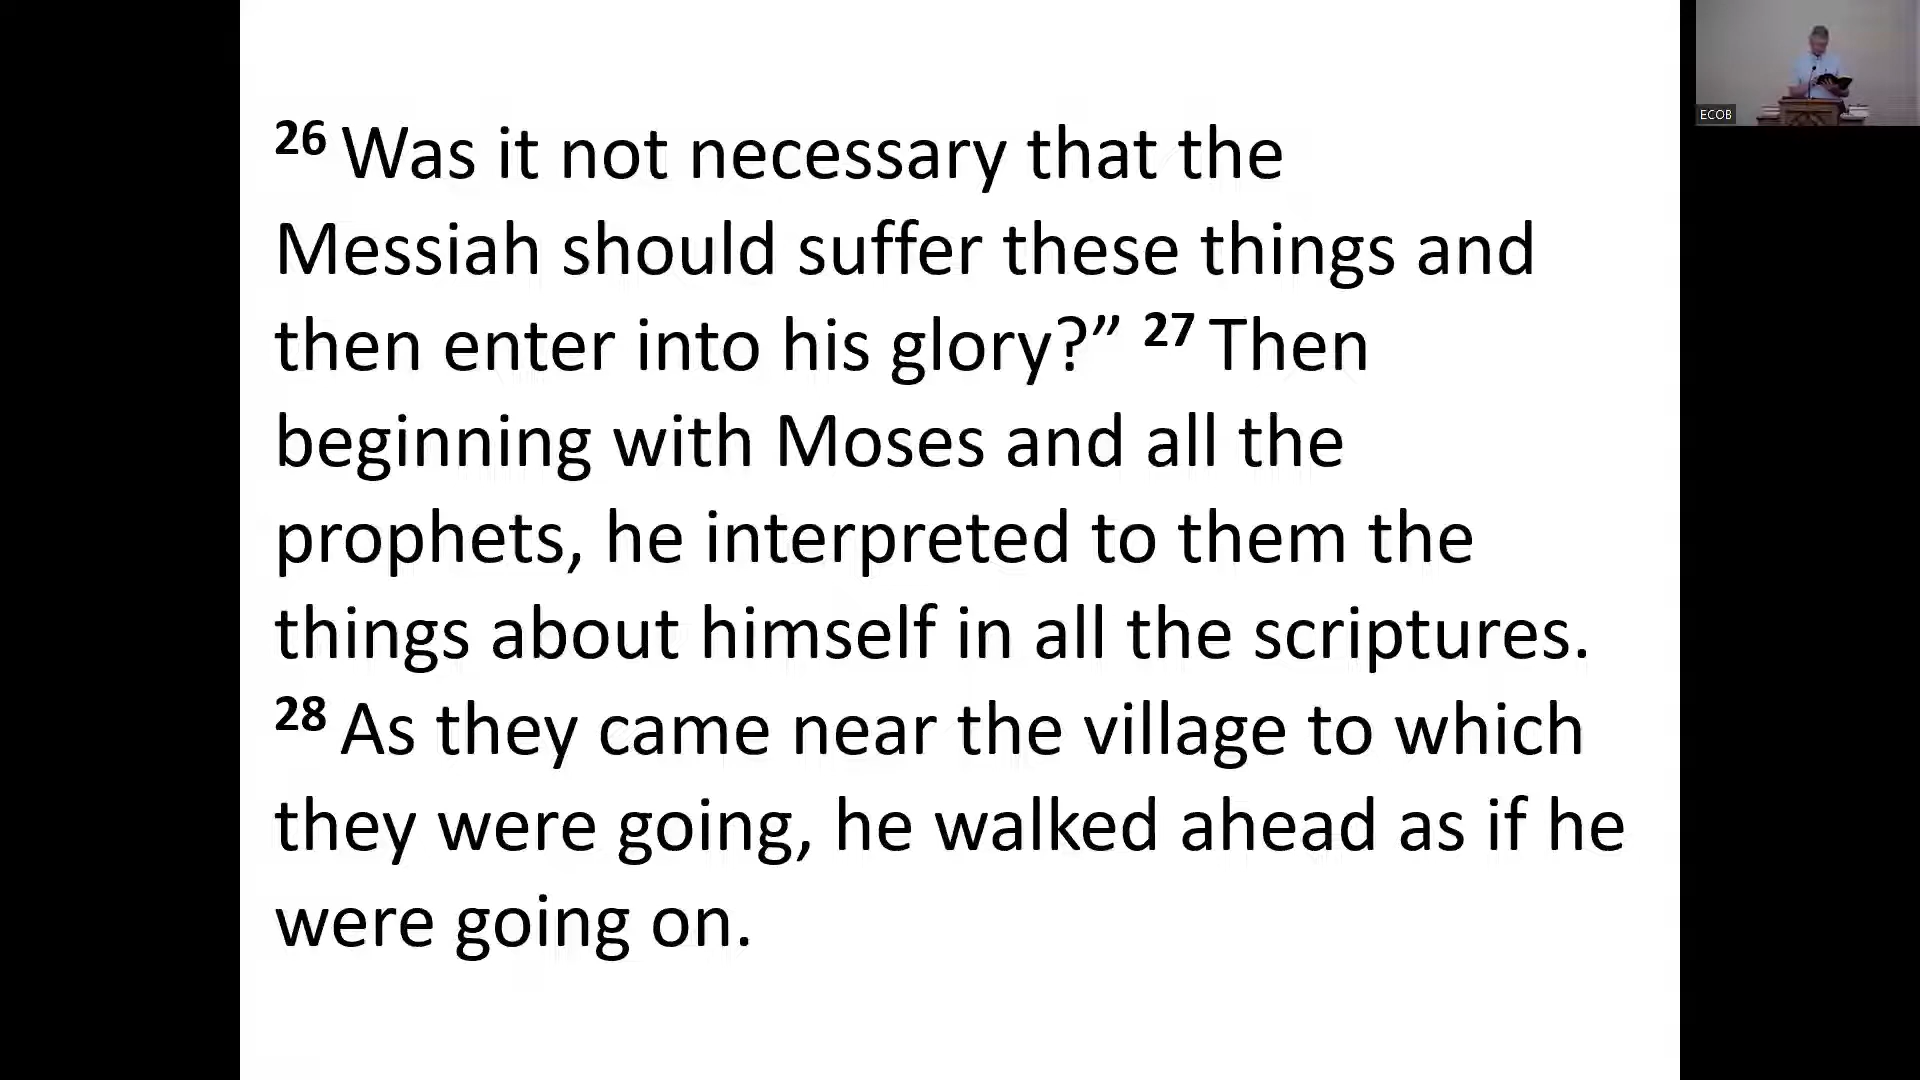 26 Was it not necessary that the
Messiah should suffer these things and
then enter into his glory?” 27 Then
beginning with Moses and all the
prophets, he interpreted to them the
things about himself in all the scriptures.
28 As they came near the village to which
they were going, he walked ahead as if he
were going on.
ECOB